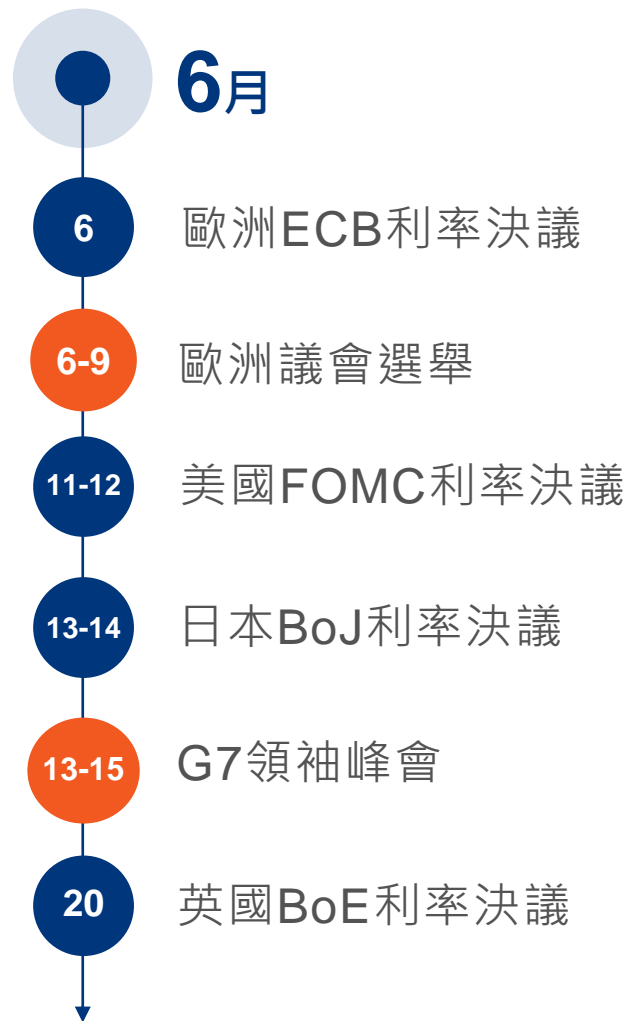 6月
6
歐洲ECB利率決議
6-9
歐洲議會選舉
11-12
美國FOMC利率決議
13-14
日本BoJ利率決議
13-15
G7領袖峰會
20
英國BoE利率決議